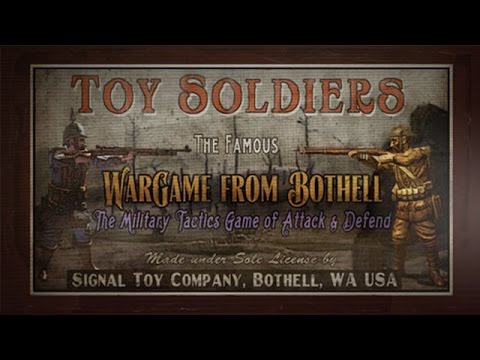 TOY SOLDIERS
THE FAMOUS
WARGAME FROM BOTHELL
The Military Tactics Game of Attack & Defend
Made under Sole License by
SIGNAL TOY COMPANY, BOTHELL, WA USA